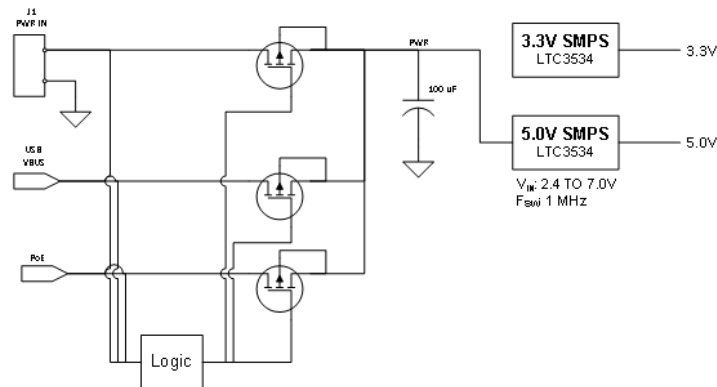 J1
PWR IN
PWR
100 uF
USB
VBUS
PoE
Logic
3.3V SMPS
LTC3534
3.3V
5.0V SMPS
LTC3534
5.0V
VIN: 2.4 TO 7.0V
FSW: 1 MHz